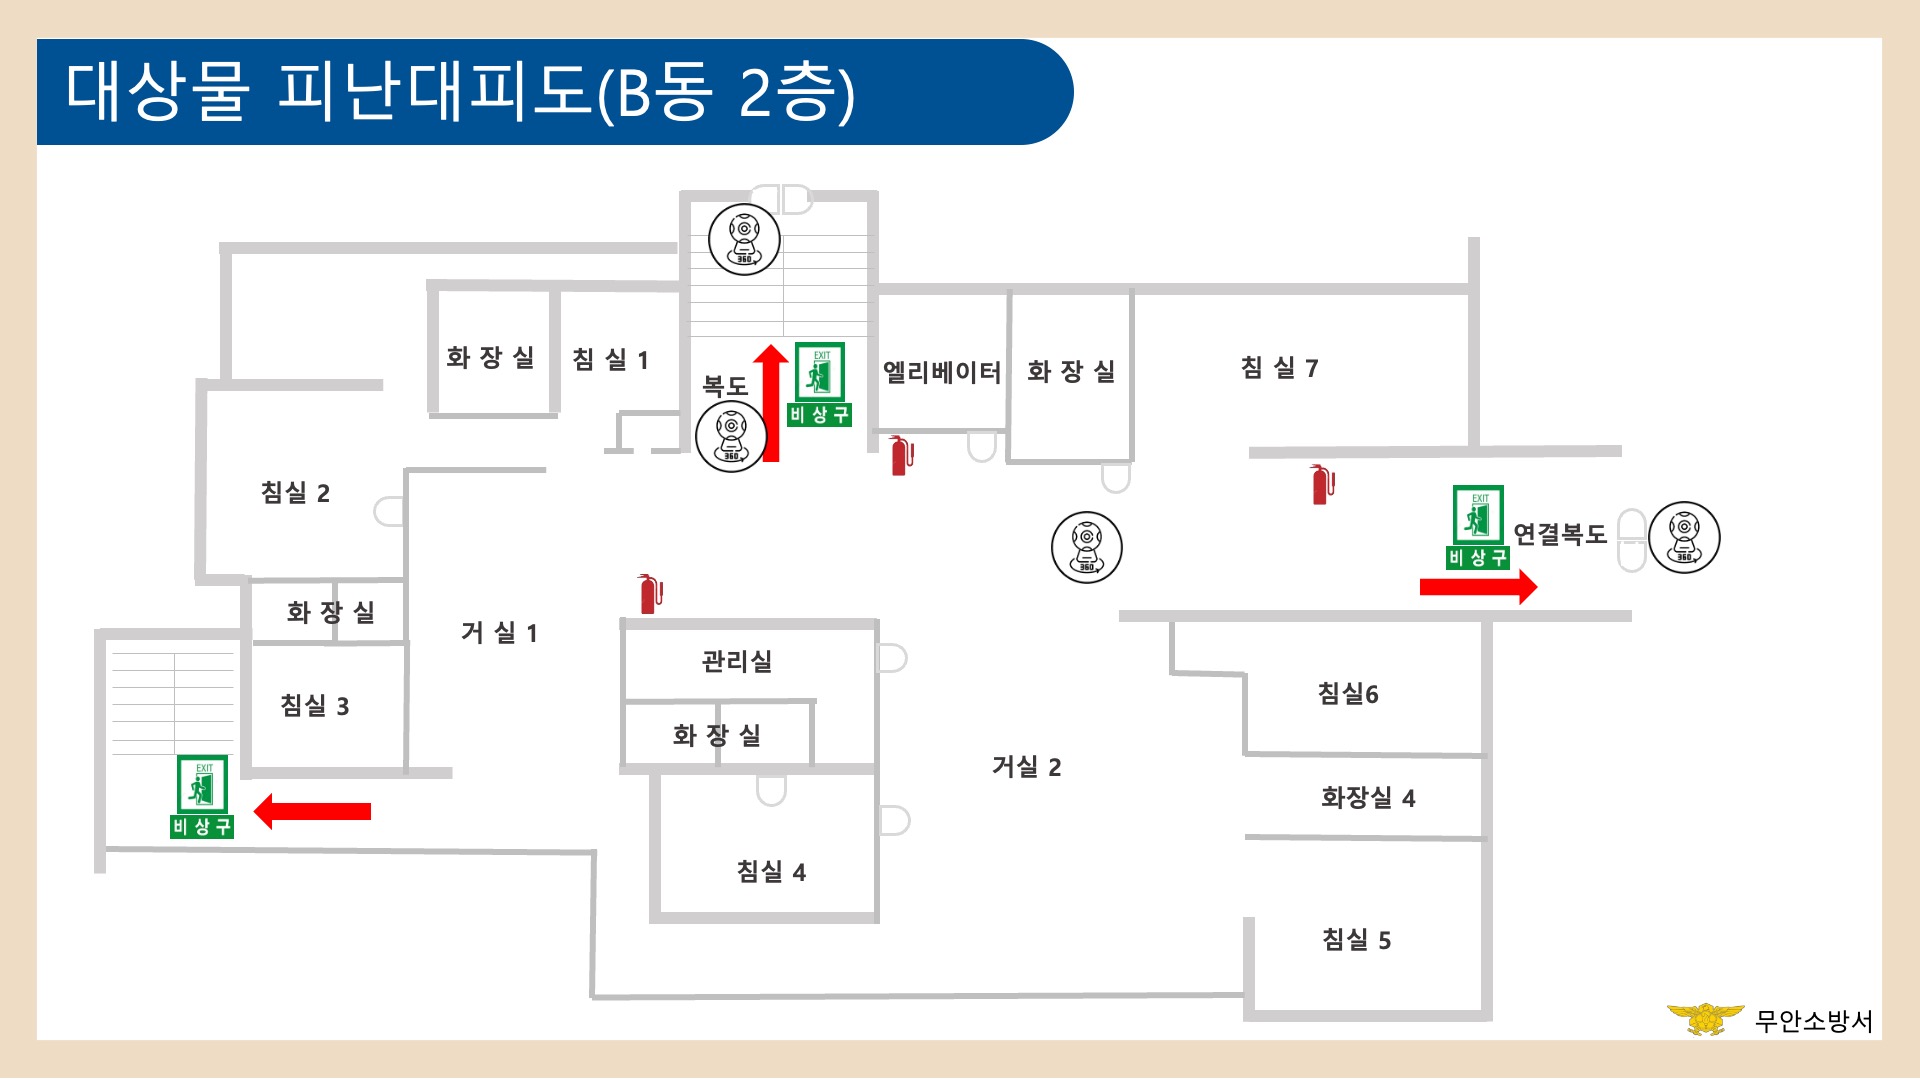 대상물 피난대피도(B동 2층)
360
EXIT
비 상 구
화 장 실
침 실 1
복도
360
엘리베이터
화 장 실
침 실 7
침실 2
EXIT
비 상 구
연결복도
360
360
화 장 실
거 실 1
관리실
침실6
침실 3
화 장 실
거실 2
EXIT
비 상 구
화장실 4
침실 4
침실 5
무안소방서